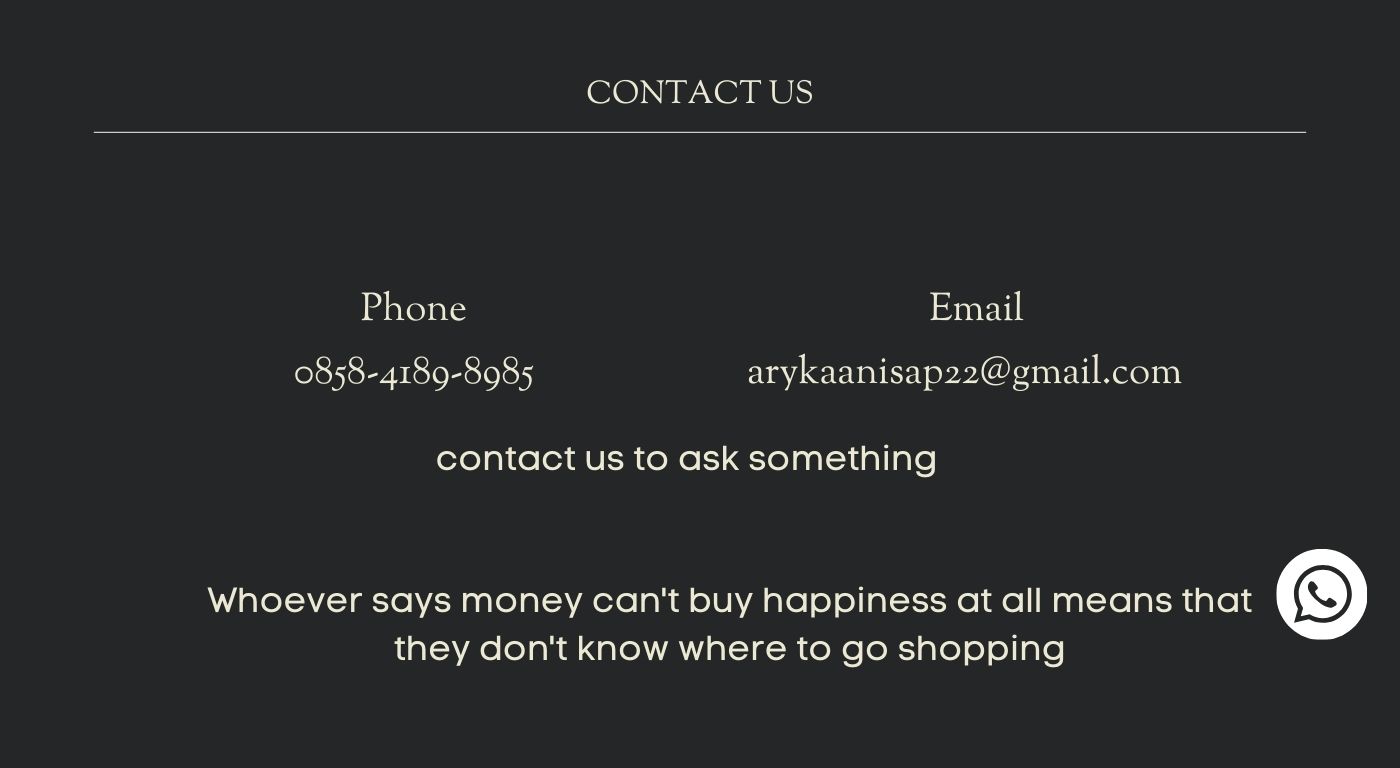 CONTACT US
Phone
0858-4189-8985
Email
arykaanisap22@gmail.com
contact us to ask something
Whoever says money can't buy happiness at all means that
they don't know where to go shopping